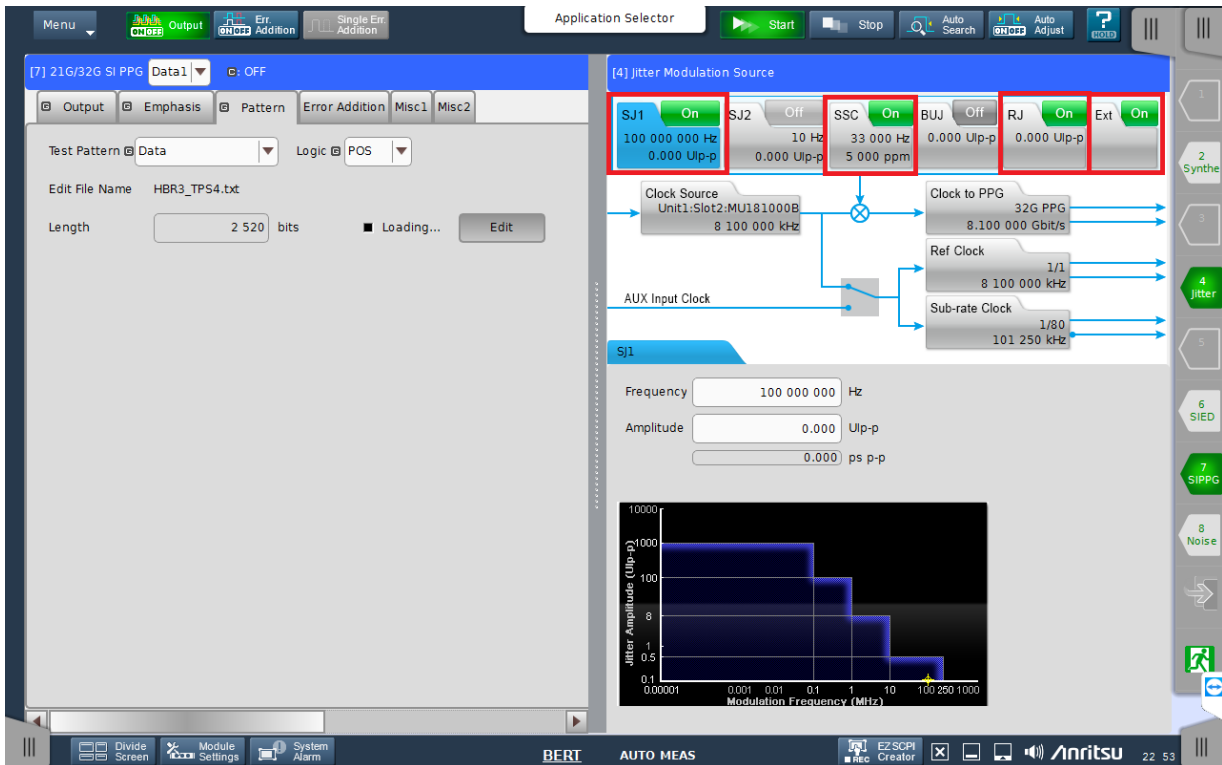 Menu
ON OFF Output
ON OFF Err. Addition
Single Err. Addition
Application Selector
Start
Stop
Auto Search
ON OFF Auto Adjust
? HOLD
[7] 21G/32G SI PPG Data1 C: OFF
[4] Jitter Modulation Source
C Output
C Emphasis
C Pattern
Error Addition
Misc1
Misc2
Test Pattern C Data
Logic C POS
Edit File Name HBR3_TPS4.txt
Length 2 520 bits
Loading...
Edit
SJ1 On
100 000 000 Hz
0.000 UIp-p
SJ2 Off
10 Hz
0.000 UIp-p
SSC On
33 000 Hz
5 000 ppm
BUJ Off
0.000 UIp-p
RJ On
0.000 UIp-p
Ext On
Clock Source
Unit1:Slot2:MU181000B
8 100 000 kHz
Clock to PPG
32G PPG
8.100 000 Gbit/s
Ref Clock
1/1
8 100 000 kHz
AUX Input Clock
Sub-rate Clock
1/80
101 250 kHz
SJ1
Frequency 100 000 000 Hz
Amplitude 0.000 UIp-p
0.000 ps p-p
Jitter Amplitude (UIp-p)
10000
1000
100
8
1
0.5
0.1
0.00001 0.001 0.01 0.1 1 10 100 250 1000
Modulation Frequency (MHz)
1
2 Synthe
3
4 Jitter
5
6 SIED
7 SIPPG
8 Noise
Divide Screen
Module Settings
System Alarm
BERT
AUTO MEAS
REC
EZ SCPI Creator
Anritsu
22 53